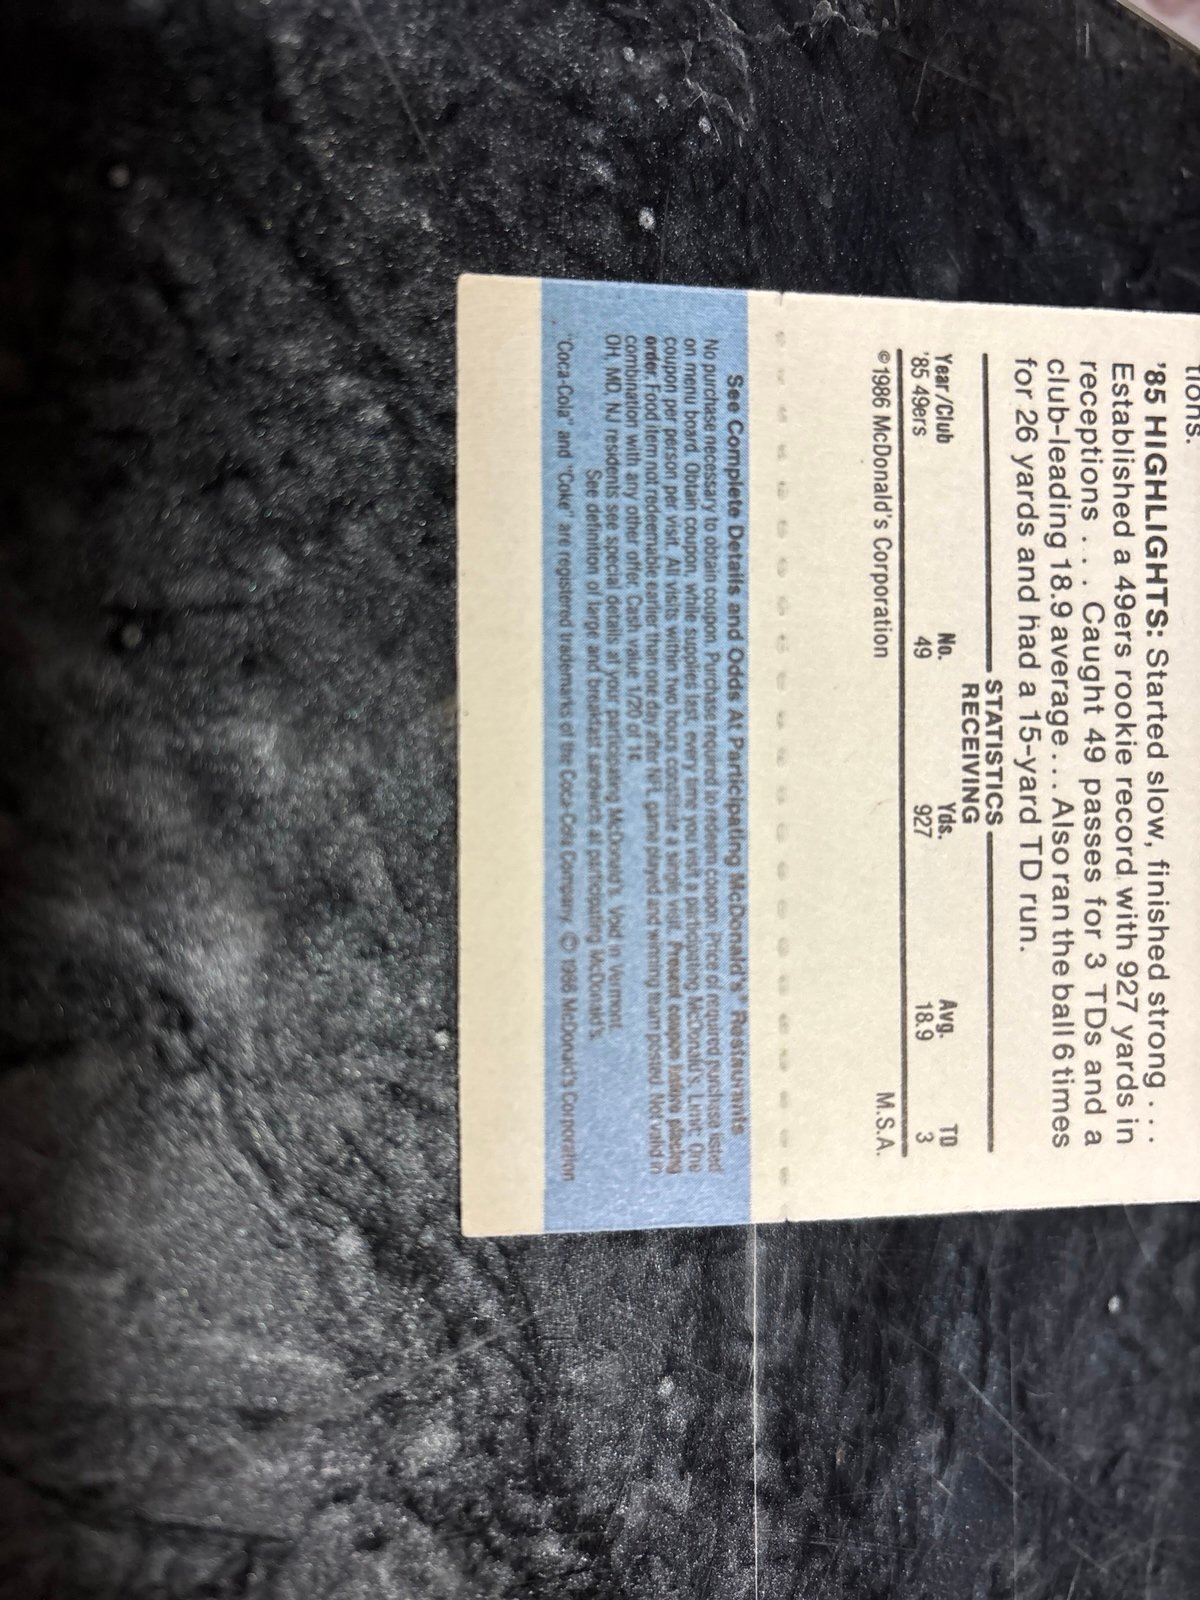 tions.
'85 HIGHLIGHTS: Started slow, finished strong . . .
Established a 49ers rookie record with 927 yards in
receptions . . . Caught 49 passes for 3 TDs and a
club-leading 18.9 average . . . Also ran the ball 6 times
for 26 yards and had a 15-yard TD run.
STATISTICS
RECEIVING
Year/Club No. Yds. Avg. TD
'85 49ers 49 927 18.9 3
©1986 McDonald's Corporation M.S.A.
See Complete Details and Odds At Participating McDonald's® Restaurants
No purchase necessary to obtain coupon. Purchase required to redeem coupon. Price of required purchase listed
on menu board. Obtain coupon, while supplies last, every time you visit a participating McDonald's. Limit: One
coupon per person per visit. All visits within two hours constitute a single visit. Present coupon before placing
order. Food item not redeemable earlier than one day after NFL game played and winning team posted. Not valid in
combination with any other offer. Cash value 1/20 of 1¢.
OH, MD, NJ residents see special details at your participating McDonald's. Void in Vermont.
See definition of large and breakfast sandwich at participating McDonald's.
"Coca-Cola" and "Coke" are registered trademarks of the Coca-Cola Company. © 1986 McDonald's Corporation